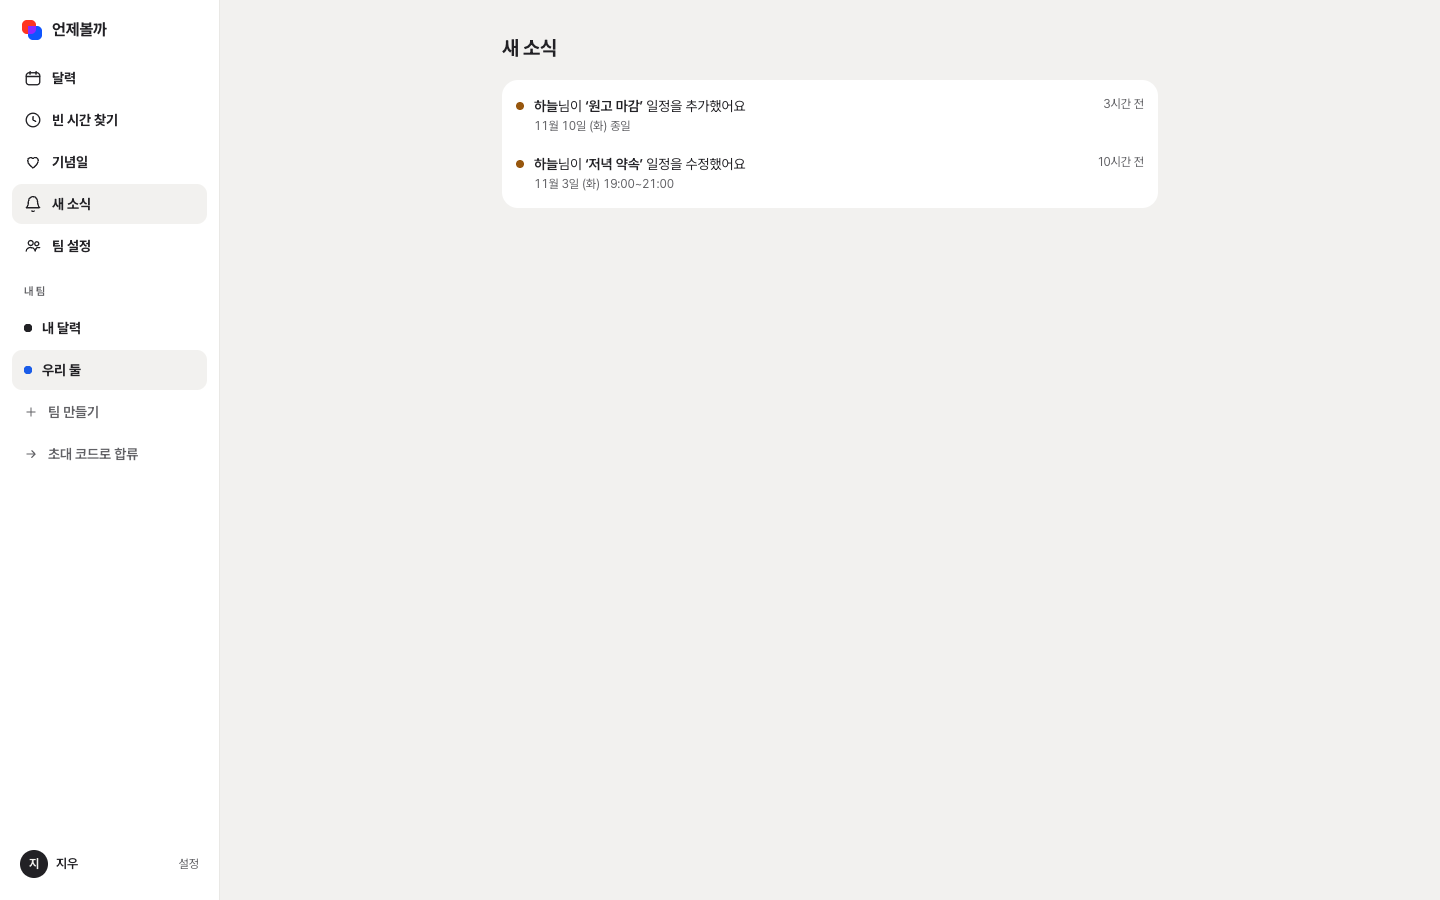 언제볼까
달력
빈 시간 찾기
기념일
새 소식
팀 설정
내 팀
내 달력
우리 둘
팀 만들기
초대 코드로 합류
지
지우
설정
새 소식
하늘님이 ‘원고 마감’ 일정을 추가했어요
3시간 전
11월 10일 (화) 종일
하늘님이 ‘저녁 약속’ 일정을 수정했어요
10시간 전
11월 3일 (화) 19:00~21:00